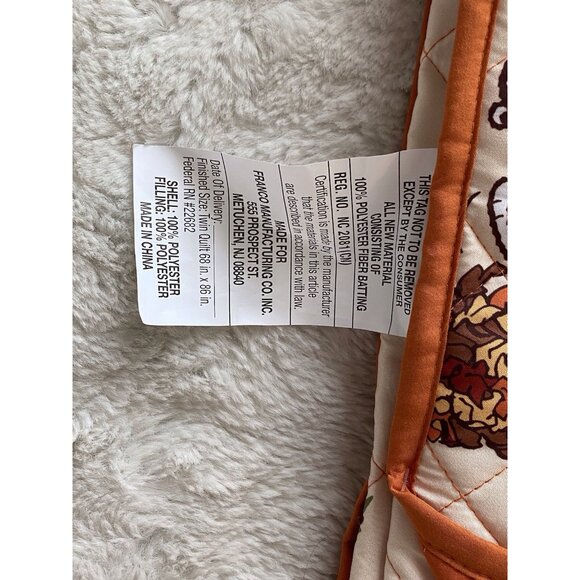 THIS TAG NOT TO BE REMOVED
EXCEPT BY THE CONSUMER
ALL NEW MATERIAL
CONSISTING OF
100% POLYESTER FIBER BATTING
REG. NO. NC 20811(CN)
Certification is made by the manufacturer
that the materials in this article
are described in accordance with law.
MADE FOR
FRANCO MANUFACTURING CO. INC.
555 PROSPECT ST.
METUCHEN, NJ 08840
Date Of Delivery:
Finished Size: Twin Quilt 68 in. x 86 in.
Federal RN #22682
SHELL: 100% POLYESTER
FILLING: 100% POLYESTER
MADE IN CHINA